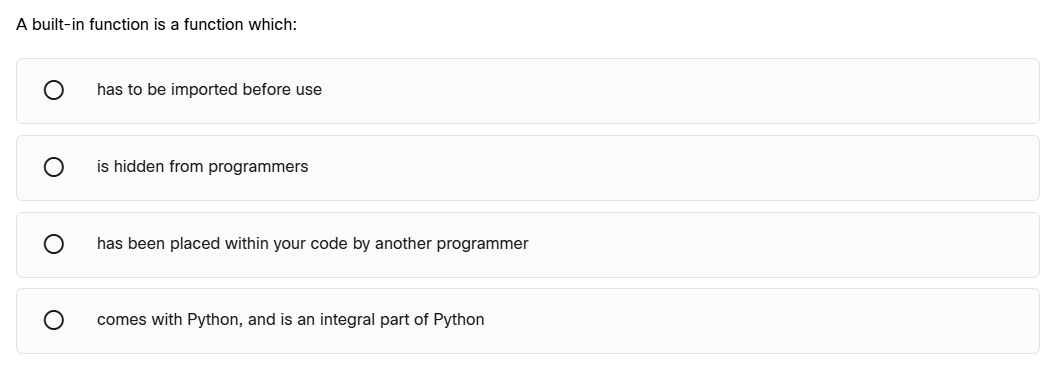 A built-in function is a function which:
has to be imported before use
is hidden from programmers
has been placed within your code by another programmer
comes with Python, and is an integral part of Python